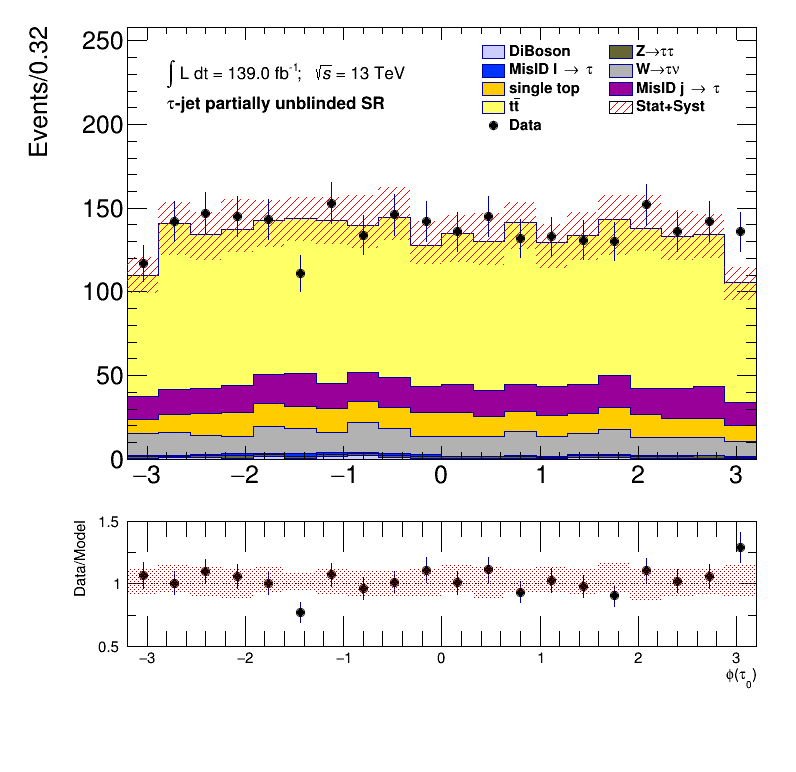 Events/0.32
250
200
150
100
50
0
∫ L dt = 139.0 fb⁻¹; √s = 13 TeV
τ-jet partially unblinded SR
DiBoson
MisID l → τ
single top
tt̄
Data
Z→ττ
W→τν
MisID j → τ
Stat+Syst
−3 −2 −1 0 1 2 3
Data/Model
1.5
1
0.5
−3 −2 −1 0 1 2 3
ϕ(τ₀)